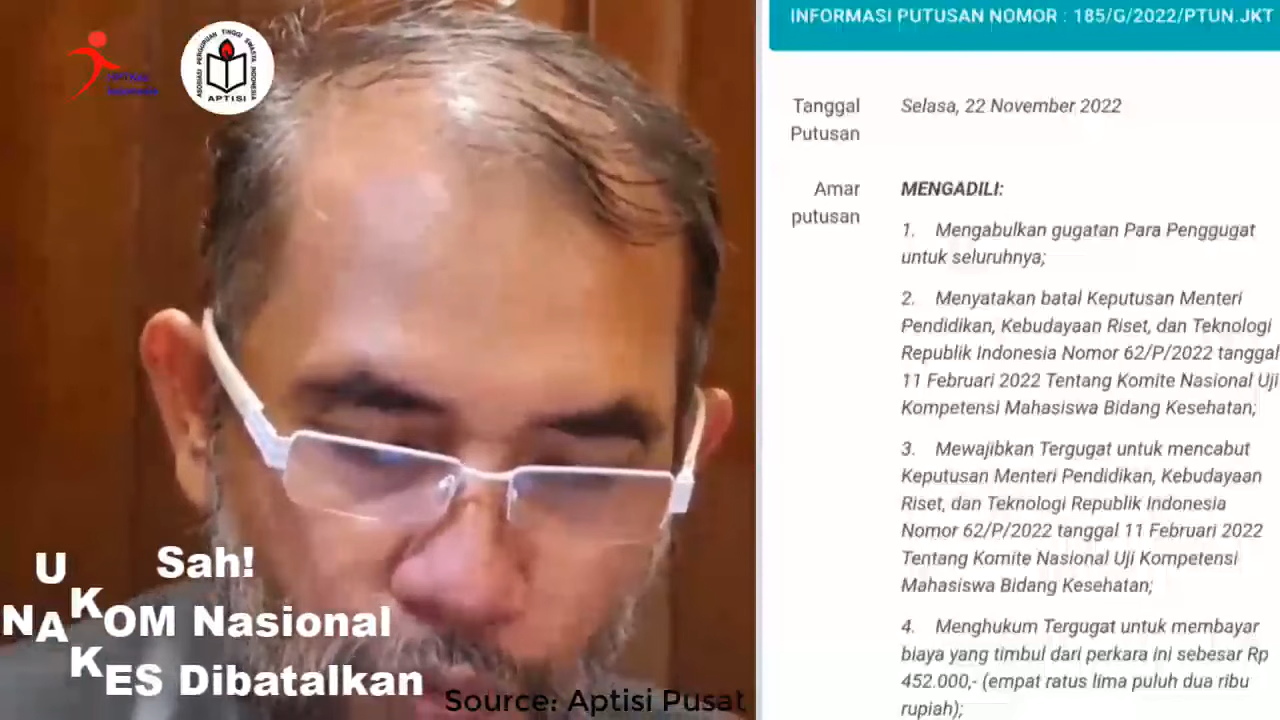 ASOSIASI PERGURUAN TINGGI SWASTA INDONESIA
APTISI
Sah!
UKOM Nasional
NAKES Dibatalkan
Source: Aptisi Pusat
INFORMASI PUTUSAN NOMOR : 185/G/2022/PTUN.JKT
Tanggal Putusan
Selasa, 22 November 2022
Amar putusan
MENGADILI:
1. Mengabulkan gugatan Para Penggugat
untuk seluruhnya;
2. Menyatakan batal Keputusan Menteri
Pendidikan, Kebudayaan Riset, dan Teknologi
Republik Indonesia Nomor 62/P/2022 tanggal
11 Februari 2022 Tentang Komite Nasional Uji
Kompetensi Mahasiswa Bidang Kesehatan;
3. Mewajibkan Tergugat untuk mencabut
Keputusan Menteri Pendidikan, Kebudayaan
Riset, dan Teknologi Republik Indonesia
Nomor 62/P/2022 tanggal 11 Februari 2022
Tentang Komite Nasional Uji Kompetensi
Mahasiswa Bidang Kesehatan;
4. Menghukum Tergugat untuk membayar
biaya yang timbul dari perkara ini sebesar Rp
452.000,- (empat ratus lima puluh dua ribu
rupiah);